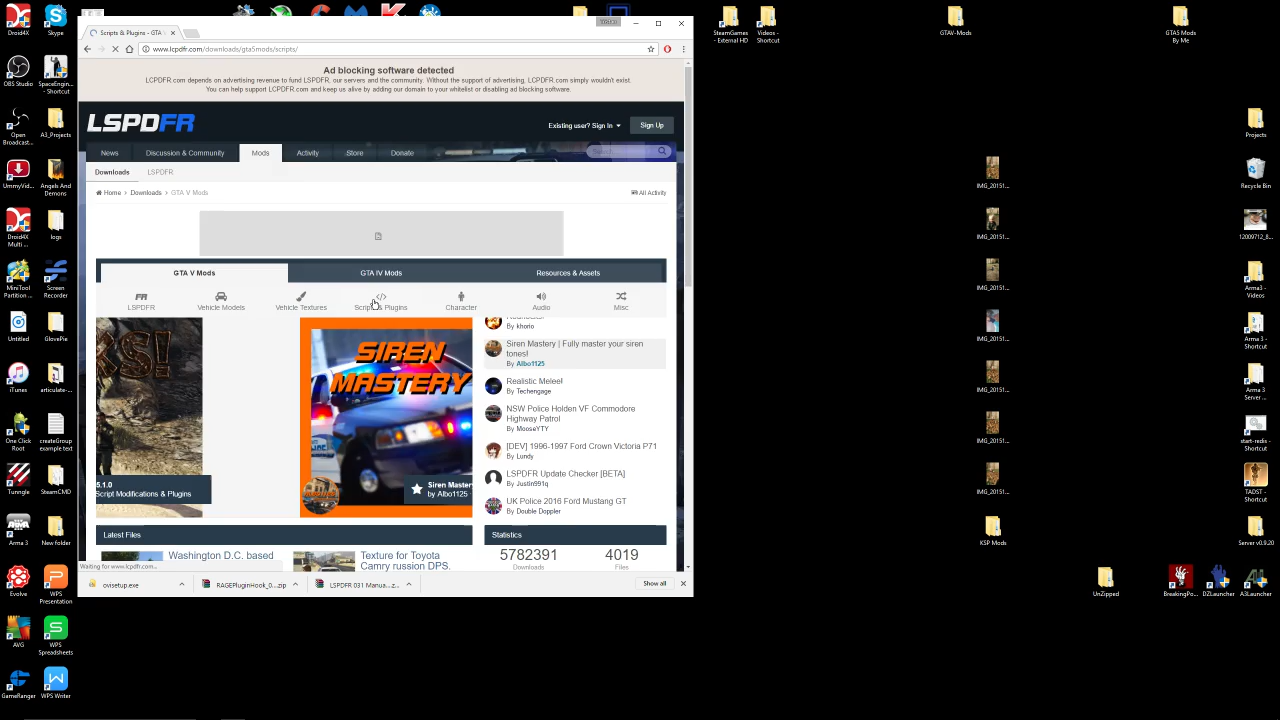 Droid4X
Skype
SteamGames - External HD
Videos - Shortcut
GTAV-Mods
GTA5 Mods By Me
OBS Studio
SpaceEngin... - Shortcut
Open Broadcast...
A3_Projects
UmmyVid...
Angels And Demons
Droid4X Multi ...
logs
MiniTool Partition ...
Screen Recorder
Untitled
GlovePie
iTunes
articulate-...
One Click Root
createGroup example text
Tunngle
SteamCMD
Arma 3
New folder
Evolve
WPS Presentation
AVG
WPS Spreadsheets
GameRanger
WPS Writer
Scripts & Plugins - GTA
www.lcpdfr.com/downloads/gta5mods/scripts/
Ad blocking software detected
LCPDFR.com depends on advertising revenue to fund LSPDFR, our servers and the community. Without the support of advertising, LCPDFR.com simply wouldn't exist.
You can help support LCPDFR.com and keep us alive by adding our domain to your whitelist or disabling ad blocking software.
LSPDFR
Existing user? Sign In
Sign Up
News
Discussion & Community
Mods
Activity
Store
Donate
Downloads
LSPDFR
Home > Downloads > GTA V Mods
All Activity
GTA V Mods
GTA IV Mods
Resources & Assets
LSPDFR
Vehicle Models
Vehicle Textures
Scripts & Plugins
Character
Audio
Misc
KS!
5.1.0
Script Modifications & Plugins
SIREN
MASTERY
Siren Master
by Albo1125
By khorio
Siren Mastery | Fully master your siren
tones!
By Albo1125
Realistic Melee!
By Techengage
NSW Police Holden VF Commodore
Highway Patrol
By MooseYTY
[DEV] 1996-1997 Ford Crown Victoria P71
By Lundy
LSPDFR Update Checker [BETA]
By Justin991q
UK Police 2016 Ford Mustang GT
By Double Doppler
Latest Files
Statistics
Washington D.C. based
Texture for Toyota
Camry russion DPS.
5782391
Downloads
4019
Files
Waiting for www.lcpdfr.com...
ovisetup.exe
RAGEPluginHook_0....zip
LSPDFR 031 Manua....z...
Show all
IMG_20151...
IMG_20151...
IMG_20151...
IMG_20151...
IMG_20151...
IMG_20151...
IMG_20151...
KSP Mods
Projects
Recycle Bin
12009712_8...
Arma3 - Videos
Arma 3 - Shortcut
Arma 3 Server ...
start-redis - Shortcut
TADST - Shortcut
Server v0.9.20
UnZipped
BreakingPo...
DZLauncher
A3Launcher